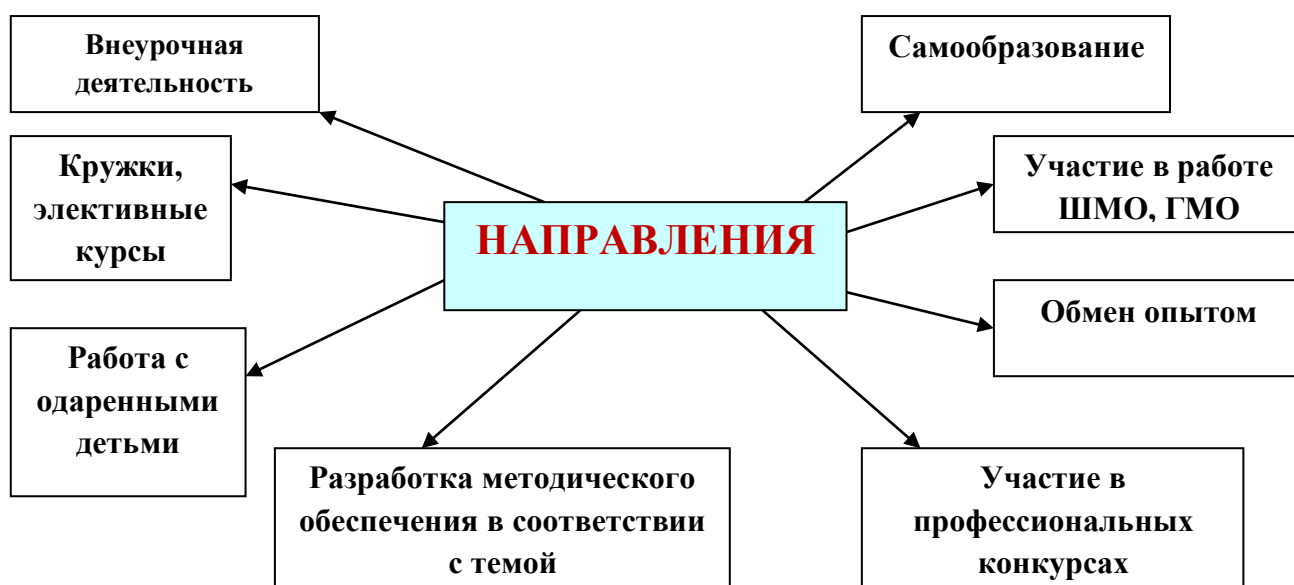 Внеурочная
деятельность
Самообразование
Кружки,
элективные
курсы
Участие в работе
ШМО, ГМО
НАПРАВЛЕНИЯ
Обмен опытом
Работа с
одаренными
детьми
Разработка методического
обеспечения в соответствии
с темой
Участие в
профессиональных
конкурсах